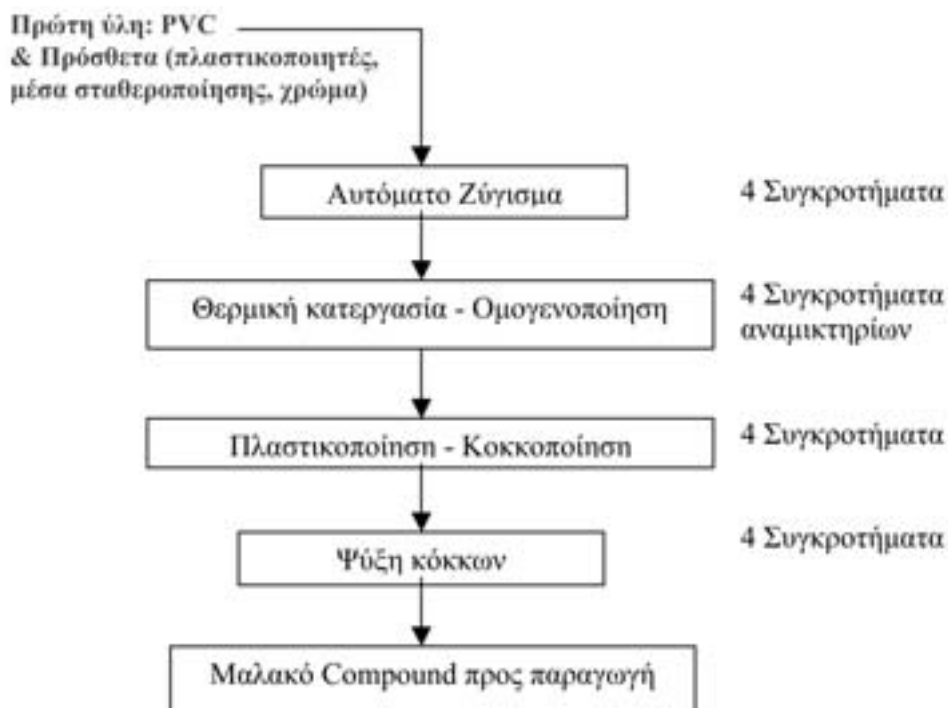 Πρώτη ύλη: PVC
& Πρόσθετα (πλαστικοποιητές,
μέσα σταθεροποίησης, χρώμα)
Αυτόματο Ζύγισμα
4 Συγκροτήματα
Θερμική κατεργασία - Ομογενοποίηση
4 Συγκροτήματα
αναμικτηρίων
Πλαστικοποίηση - Κοκκοποίηση
4 Συγκροτήματα
Ψύξη κόκκων
4 Συγκροτήματα
Μαλακό Compound προς παραγωγή